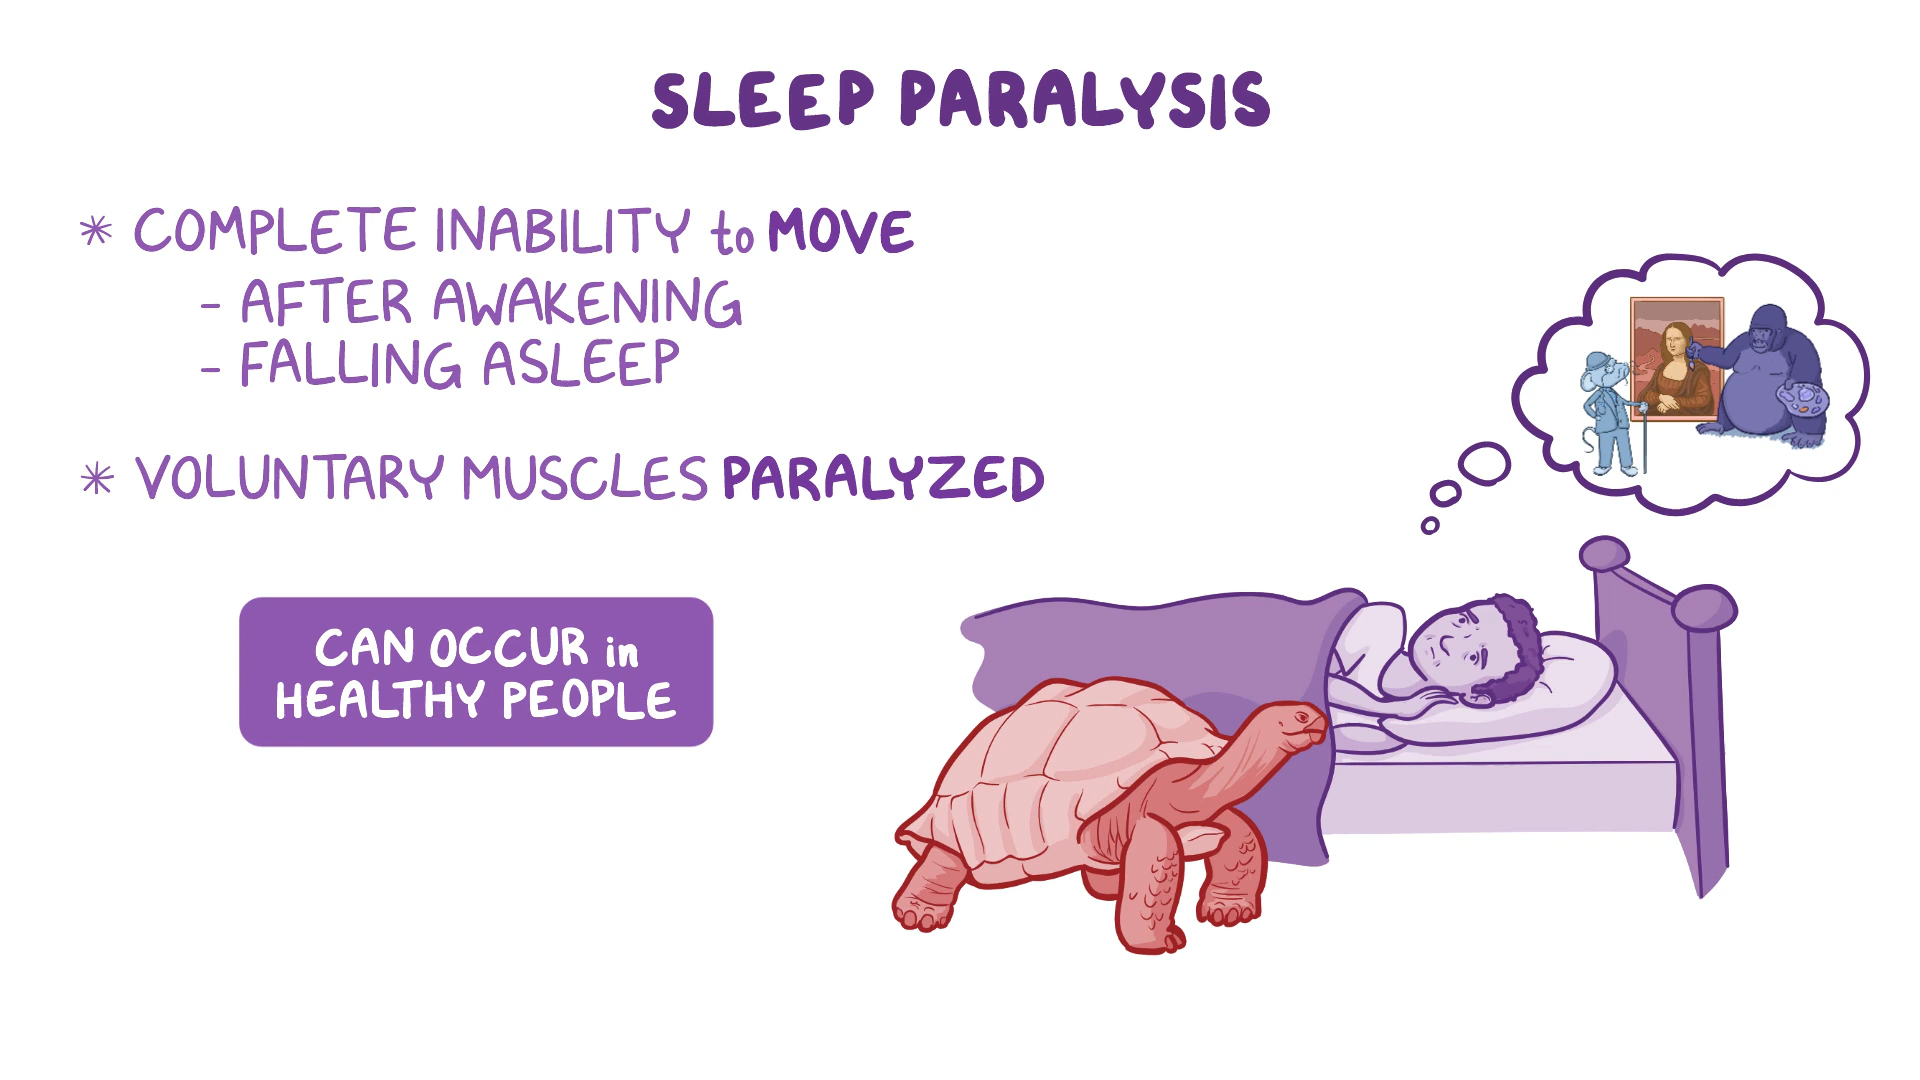 SLEEP PARALYSIS
* COMPLETE INABILITY to MOVE
- AFTER AWAKENING
- FALLING ASLEEP
* VOLUNTARY MUSCLES PARALYZED
CAN OCCUR in
HEALTHY PEOPLE